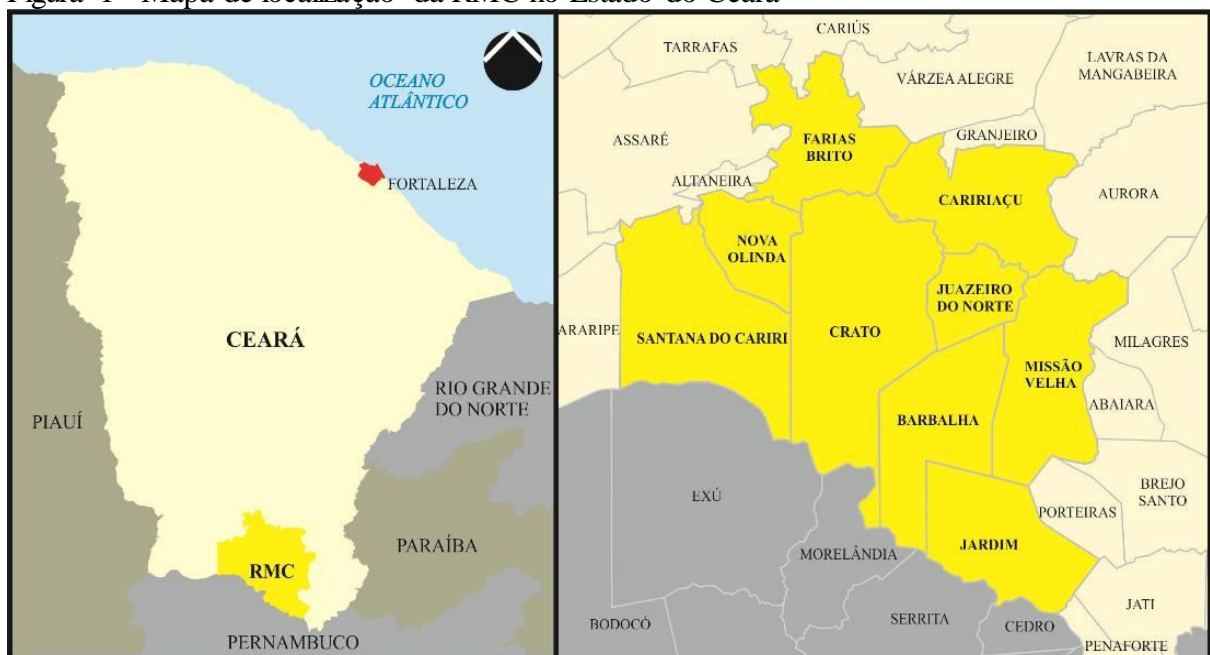 Figura 1 - Mapa de localização da RMC no Estado do Ceará
OCEANO
ATLÂNTICO
FORTALEZA
CEARÁ
PIAUÍ
RIO GRANDE
DO NORTE
PARAÍBA
RMC
PERNAMBUCO
TARRAFAS
CARIÚS
VÁRZEA ALEGRE
LAVRAS DA
MANGABEIRA
ASSARÉ
FARIAS
BRITO
GRANJEIRO
ALTANEIRA
CARIRIAÇU
AURORA
NOVA
OLINDA
JUAZEIRO
DO NORTE
ARARIPE
SANTANA DO CARIRI
CRATO
MILAGRES
MISSÃO
VELHA
ABAIARA
BARBALHA
BREJO
SANTO
EXÚ
PORTEIRAS
MORELÂNDIA
JARDIM
JATI
BODOCÓ
SERRITA
CEDRO
PENAFORTE